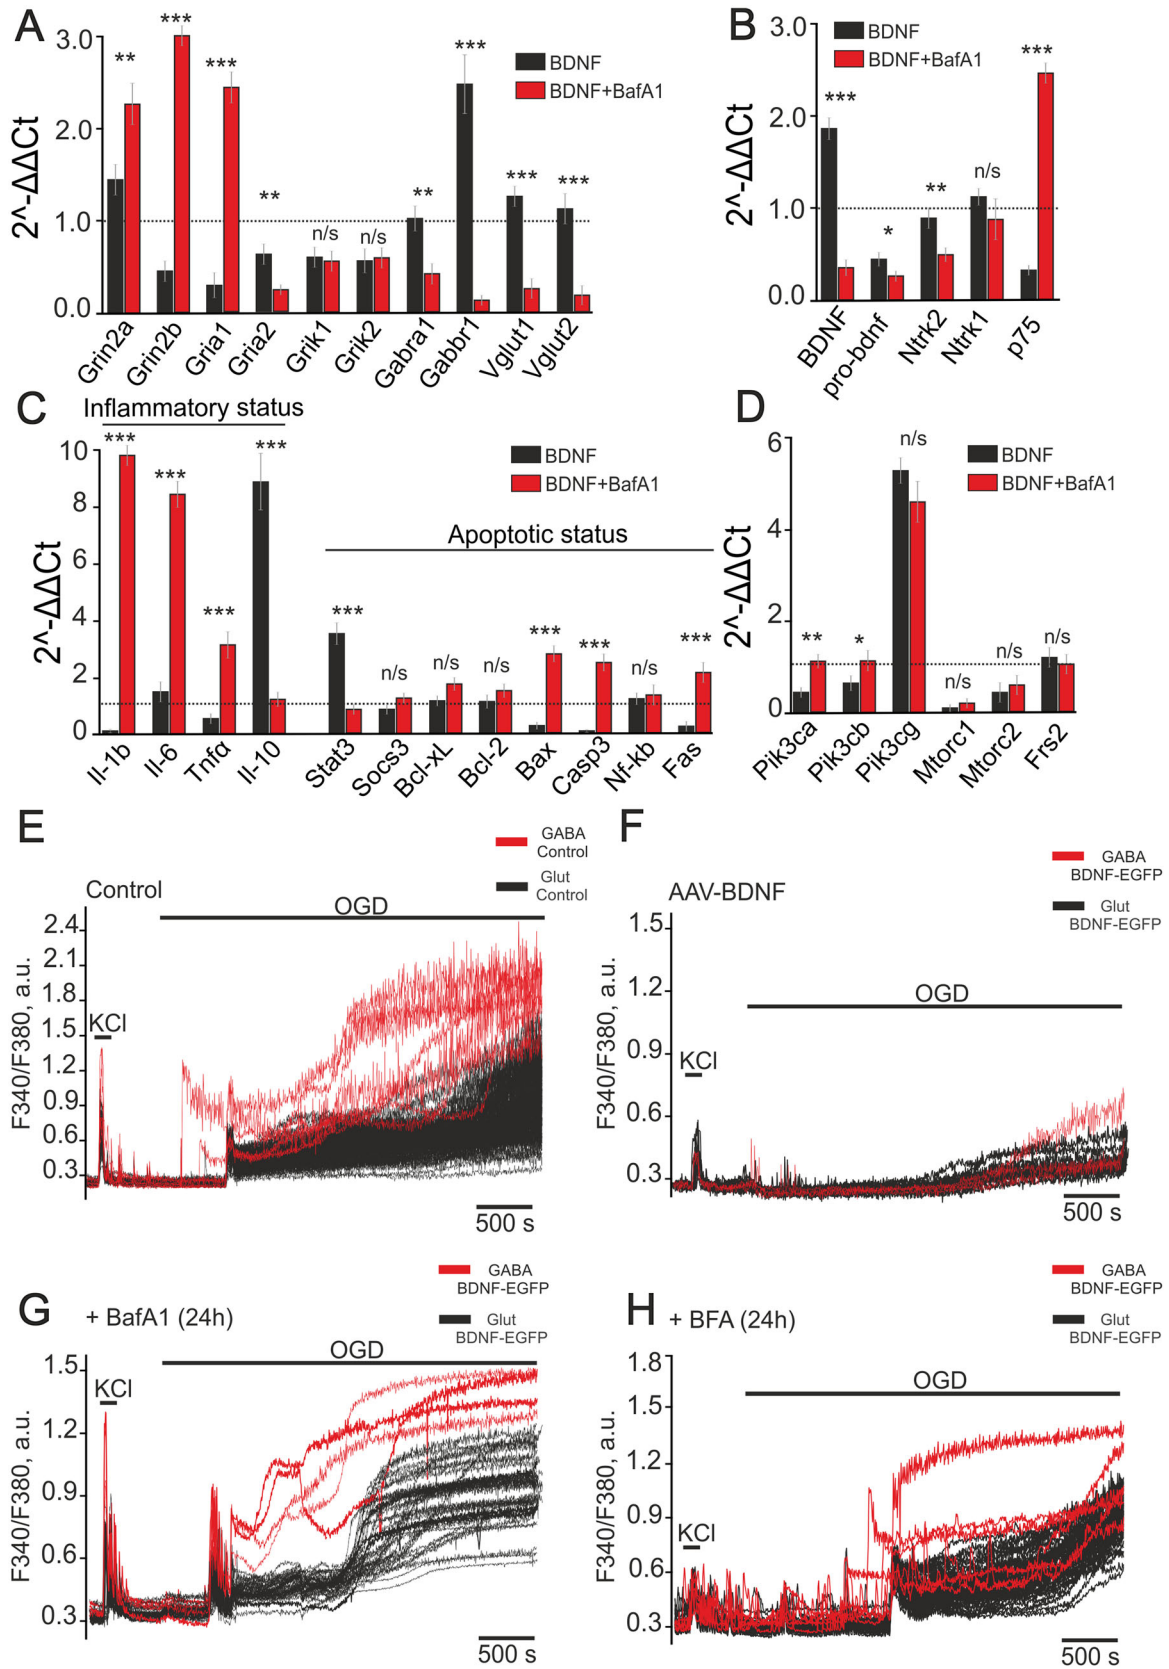 A
3.0
2.0
1.0
0.0
2^-ΔΔCt
** *** *** ** n/s n/s ** *** *** ***
BDNF
BDNF+BafA1
Grin2a Grin2b Gria1 Gria2 Grik1 Grik2 Gabra1 Gabbr1 Vglut1 Vglut2
B
3.0
2.0
1.0
0.0
2^-ΔΔCt
BDNF
BDNF+BafA1
*** * ** n/s ***
BDNF pro-bdnf Ntrk2 Ntrk1 p75
C
Inflammatory status
10
8
6
4
2
0
2^-ΔΔCt
*** *** *** ***
BDNF
BDNF+BafA1
Apoptotic status
*** n/s n/s n/s *** *** n/s ***
Il-1b Il-6 Tnfα Il-10 Stat3 Socs3 Bcl-xL Bcl-2 Bax Casp3 Nf-kb Fas
D
6
4
2
0
2^-ΔΔCt
n/s
BDNF
BDNF+BafA1
** * n/s n/s n/s
Pik3ca Pik3cb Pik3cg Mtorc1 Mtorc2 Frs2
E
GABA
Control
Glut
Control
Control
OGD
2.4
2.1
1.8
1.5
1.2
0.9
0.6
0.3
F340/F380, a.u.
KCl
500 s
F
GABA
BDNF-EGFP
Glut
BDNF-EGFP
AAV-BDNF
OGD
1.5
1.2
0.9
0.6
0.3
F340/F380, a.u.
KCl
500 s
G
GABA
BDNF-EGFP
Glut
BDNF-EGFP
+ BafA1 (24h)
OGD
1.5
1.2
0.9
0.6
0.3
F340/F380, a.u.
KCl
500 s
H
GABA
BDNF-EGFP
Glut
BDNF-EGFP
+ BFA (24h)
OGD
1.8
1.5
1.2
0.9
0.6
0.3
F340/F380, a.u.
KCl
500 s